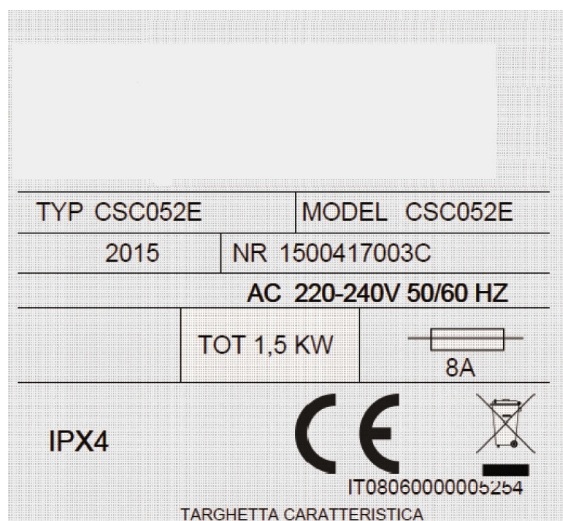 TYP CSC052E MODEL CSC052E
2015 NR 1500417003C
AC 220-240V 50/60 HZ
TOT 1,5 KW
8A
IPX4 CE
IT08060000005254
TARGHETTA CARATTERISTICA